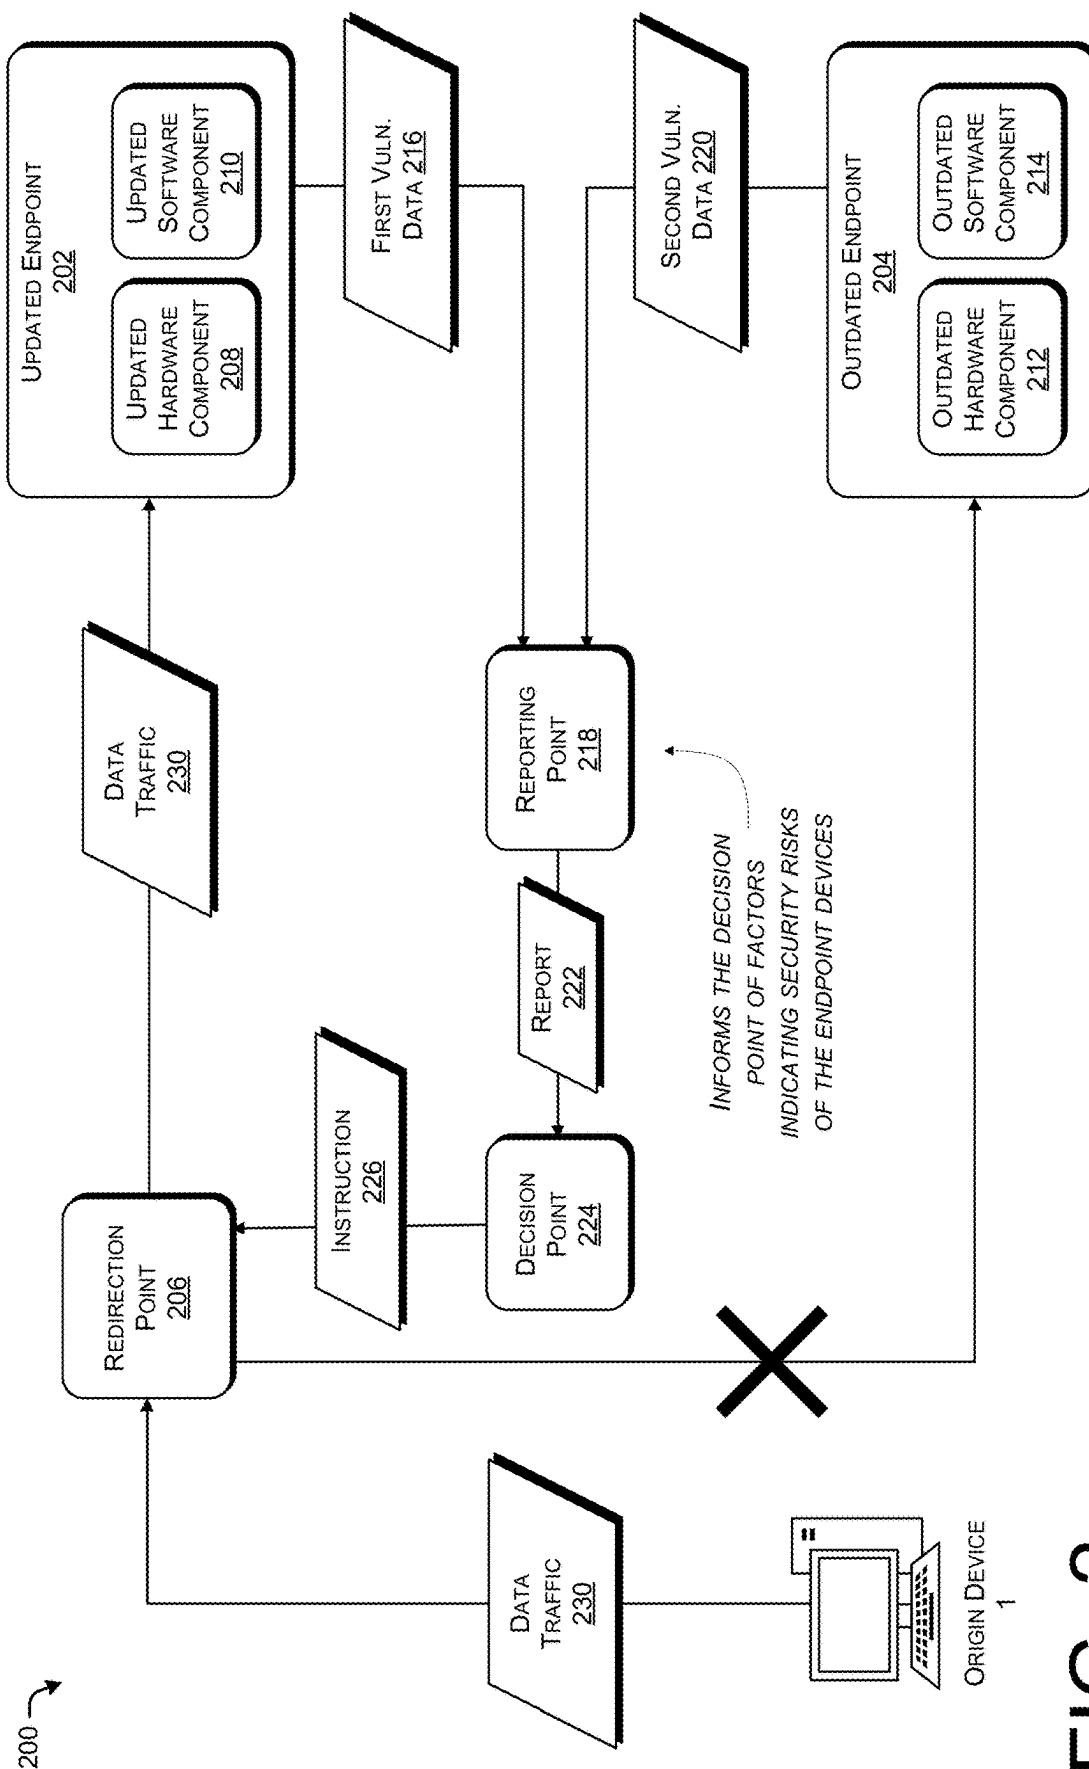 200
UPDATED ENDPOINT
202
UPDATED
HARDWARE
COMPONENT
208
UPDATED
SOFTWARE
COMPONENT
210
REDIRECTION
POINT
206
DATA
TRAFFIC
230
INSTRUCTION
226
FIRST VULN.
DATA 216
DATA
TRAFFIC
230
DECISION
POINT
224
REPORT
222
REPORTING
POINT
218
SECOND VULN.
DATA 220
INFORMS THE DECISION
POINT OF FACTORS
INDICATING SECURITY RISKS
OF THE ENDPOINT DEVICES
OUTDATED ENDPOINT
204
OUTDATED
HARDWARE
COMPONENT
212
OUTDATED
SOFTWARE
COMPONENT
214
ORIGIN DEVICE
1
FIG